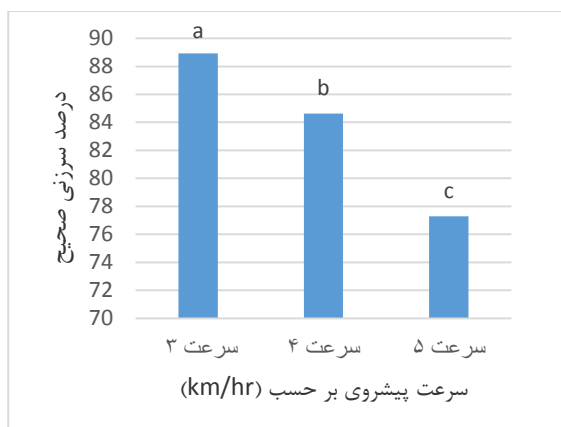 درصد سرزنی صحیح
90
88
86
84
82
80
78
76
74
72
70
a
b
c
سرعت ۳
سرعت ۴
سرعت ۵
سرعت پیشروی بر حسب (km/hr)